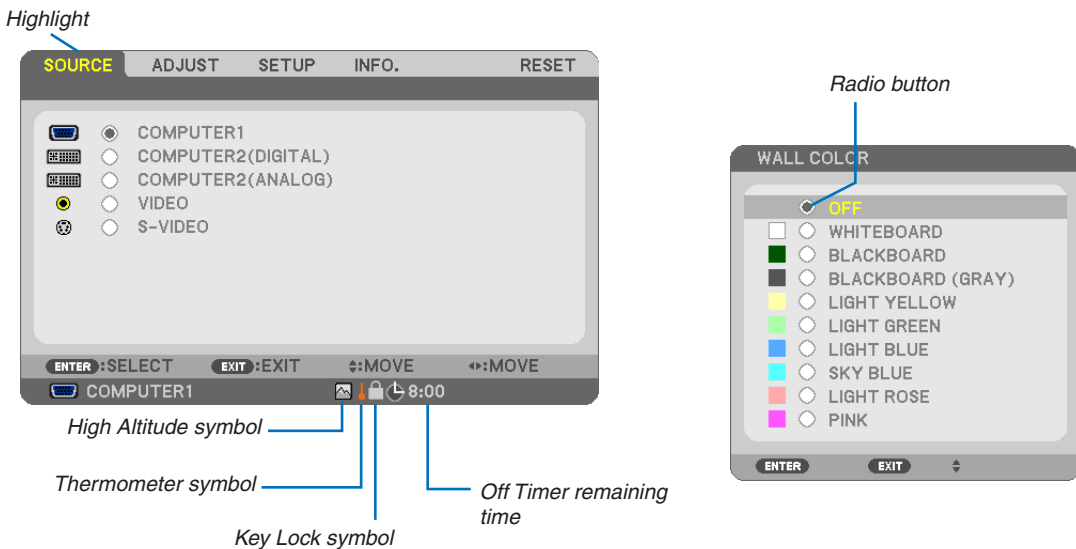 Highlight
SOURCE ADJUST SETUP INFO. RESET
COMPUTER1
COMPUTER2(DIGITAL)
COMPUTER2(ANALOG)
VIDEO
S-VIDEO
ENTER:SELECT EXIT:EXIT :MOVE :MOVE
COMPUTER1 8:00
High Altitude symbol
Thermometer symbol
Key Lock symbol
Off Timer remaining
time
Radio button
WALL COLOR
OFF
WHITEBOARD
BLACKBOARD
BLACKBOARD (GRAY)
LIGHT YELLOW
LIGHT GREEN
LIGHT BLUE
SKY BLUE
LIGHT ROSE
PINK
ENTER EXIT